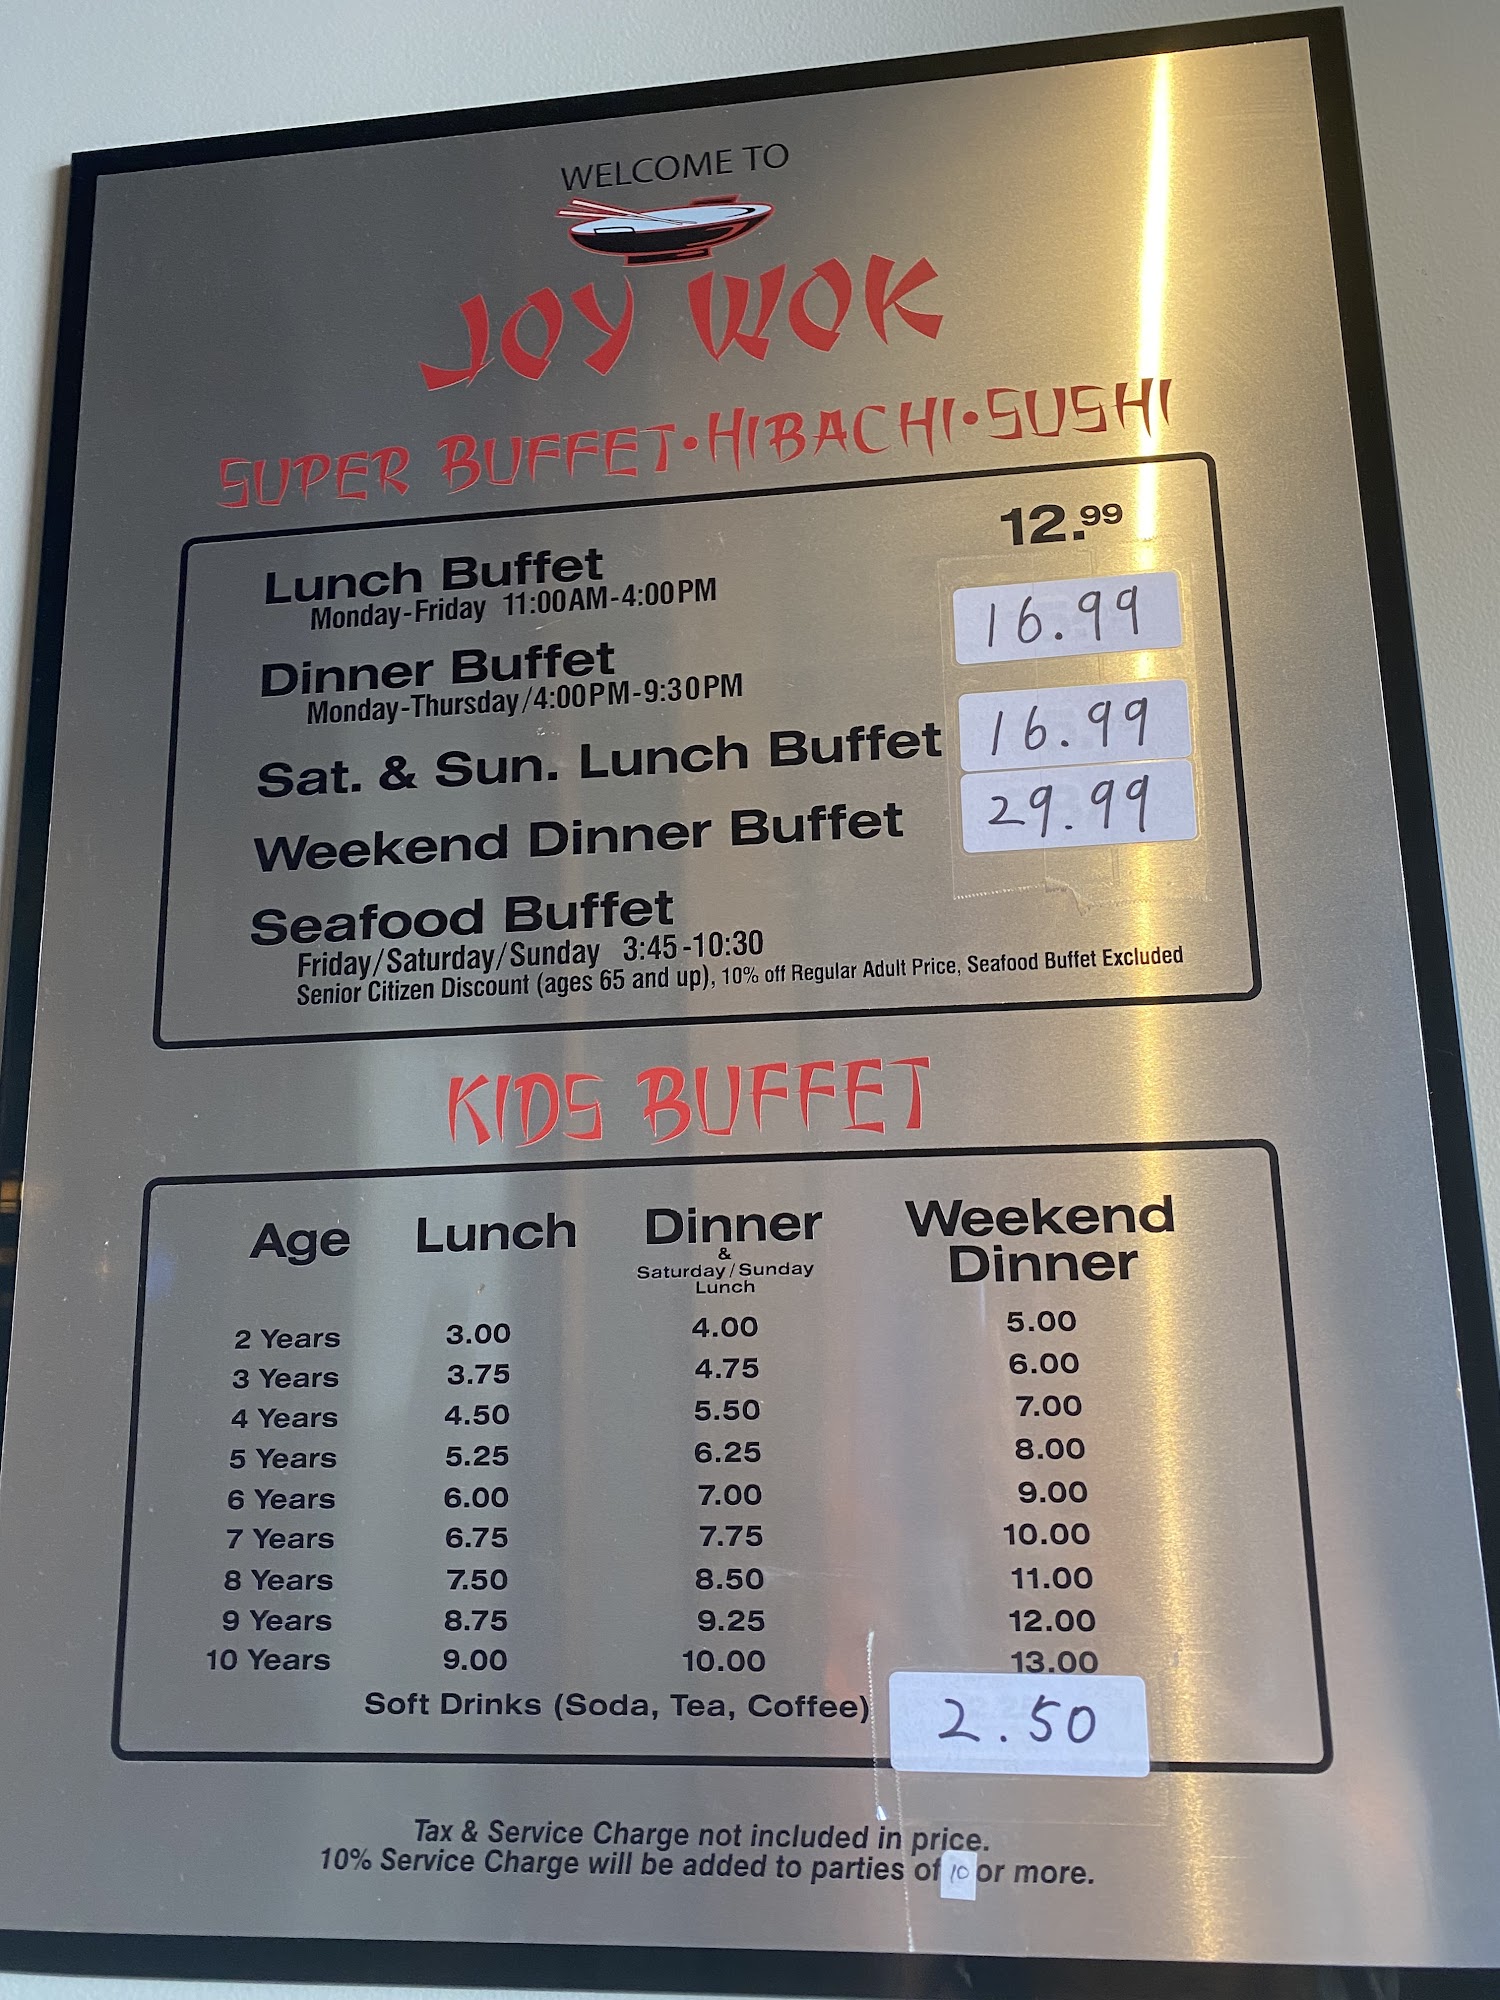 WELCOME TO
JOY WOK
SUPER BUFFET•HIBACHI•SUSHI
Lunch Buffet 12.99
Monday-Friday 11:00AM-4:00PM
Dinner Buffet 16.99
Monday-Thursday/4:00PM-9:30PM
Sat. & Sun. Lunch Buffet 16.99
Weekend Dinner Buffet 29.99
Seafood Buffet
Friday/Saturday/Sunday 3:45-10:30
Senior Citizen Discount (ages 65 and up), 10% off Regular Adult Price, Seafood Buffet Excluded
KIDS BUFFET
Age Lunch Dinner Weekend
& Dinner
Saturday/Sunday
Lunch
2 Years 3.00 4.00 5.00
3 Years 3.75 4.75 6.00
4 Years 4.50 5.50 7.00
5 Years 5.25 6.25 8.00
6 Years 6.00 7.00 9.00
7 Years 6.75 7.75 10.00
8 Years 7.50 8.50 11.00
9 Years 8.75 9.25 12.00
10 Years 9.00 10.00 13.00
Soft Drinks (Soda, Tea, Coffee) 2.50
Tax & Service Charge not included in price.
10% Service Charge will be added to parties of 10 or more.